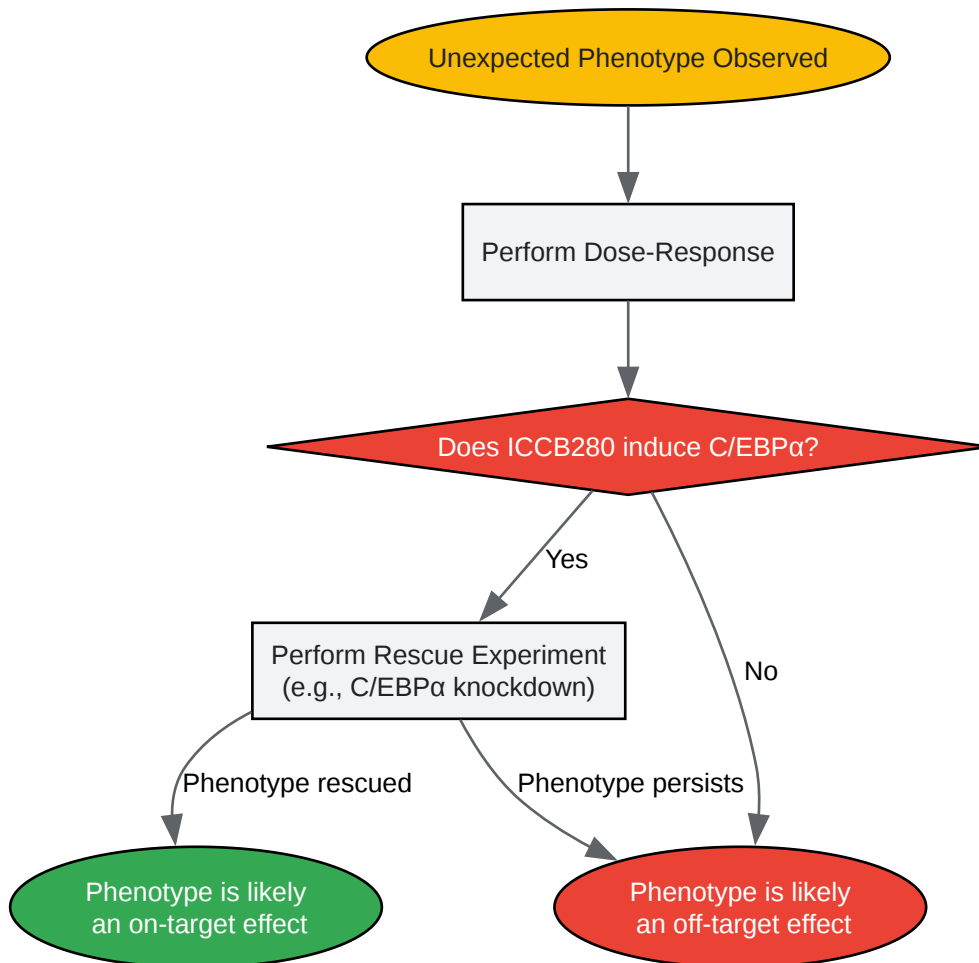 Unexpected Phenotype Observed
Perform Dose-Response
Does ICCB280 induce C/EBPα?
Yes
Perform Rescue Experiment
(e.g., C/EBPα knockdown)
No
Phenotype rescued
Phenotype persists
Phenotype is likely
an on-target effect
Phenotype is likely
an off-target effect